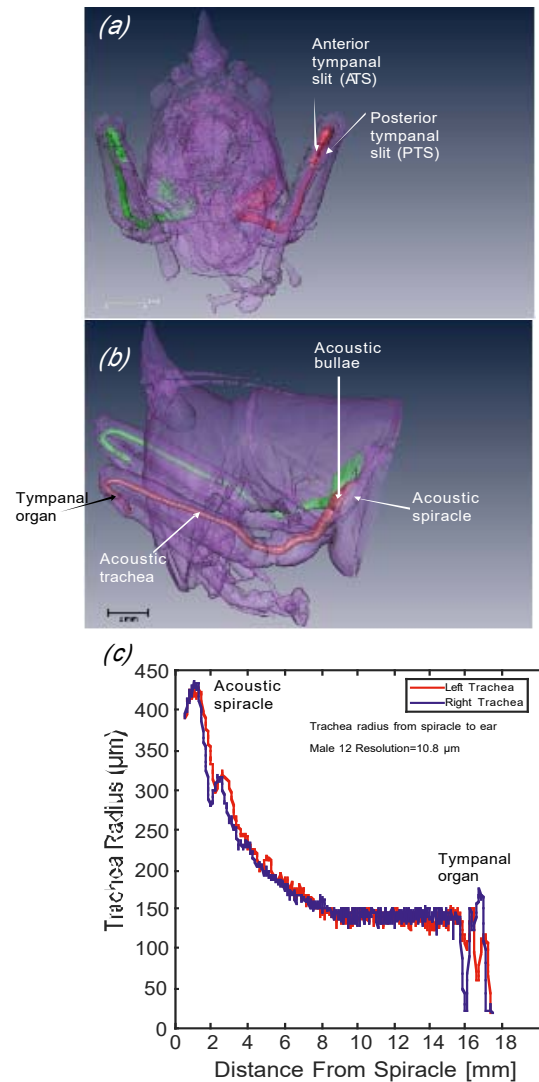 (a)
Anterior
tympanal
slit (ATS)
Posterior
tympanal
slit (PTS)
(b)
Acoustic
bullae
Tympanal
organ
Acoustic
spiracle
Acoustic
trachea
(c)
450
400
350
300
250
200
150
100
50
0
Trachea Radius (µm)
Acoustic
spiracle
Left Trachea
Right Trachea
Trachea radius from spiracle to ear
Male 12 Resolution=10.8 µm
Tympanal
organ
0 2 4 6 8 10 12 14 16 18
Distance From Spiracle [mm]